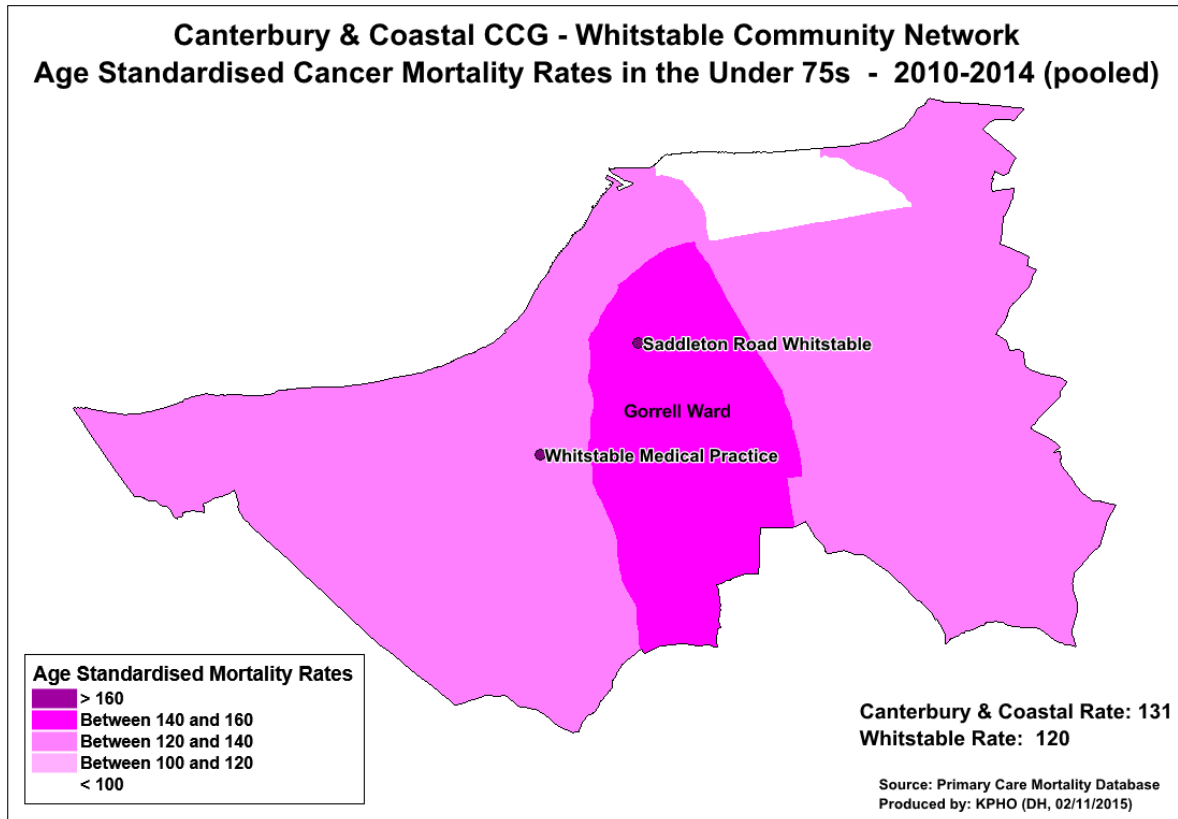 Canterbury & Coastal CCG - Whitstable Community Network
Age Standardised Cancer Mortality Rates in the Under 75s - 2010-2014 (pooled)
Saddleton Road Whitstable
Gorrell Ward
Whitstable Medical Practice
Age Standardised Mortality Rates
> 160
Between 140 and 160
Between 120 and 140
Between 100 and 120
< 100
Canterbury & Coastal Rate: 131
Whitstable Rate: 120
Source: Primary Care Mortality Database
Produced by: KPHO (DH, 02/11/2015)